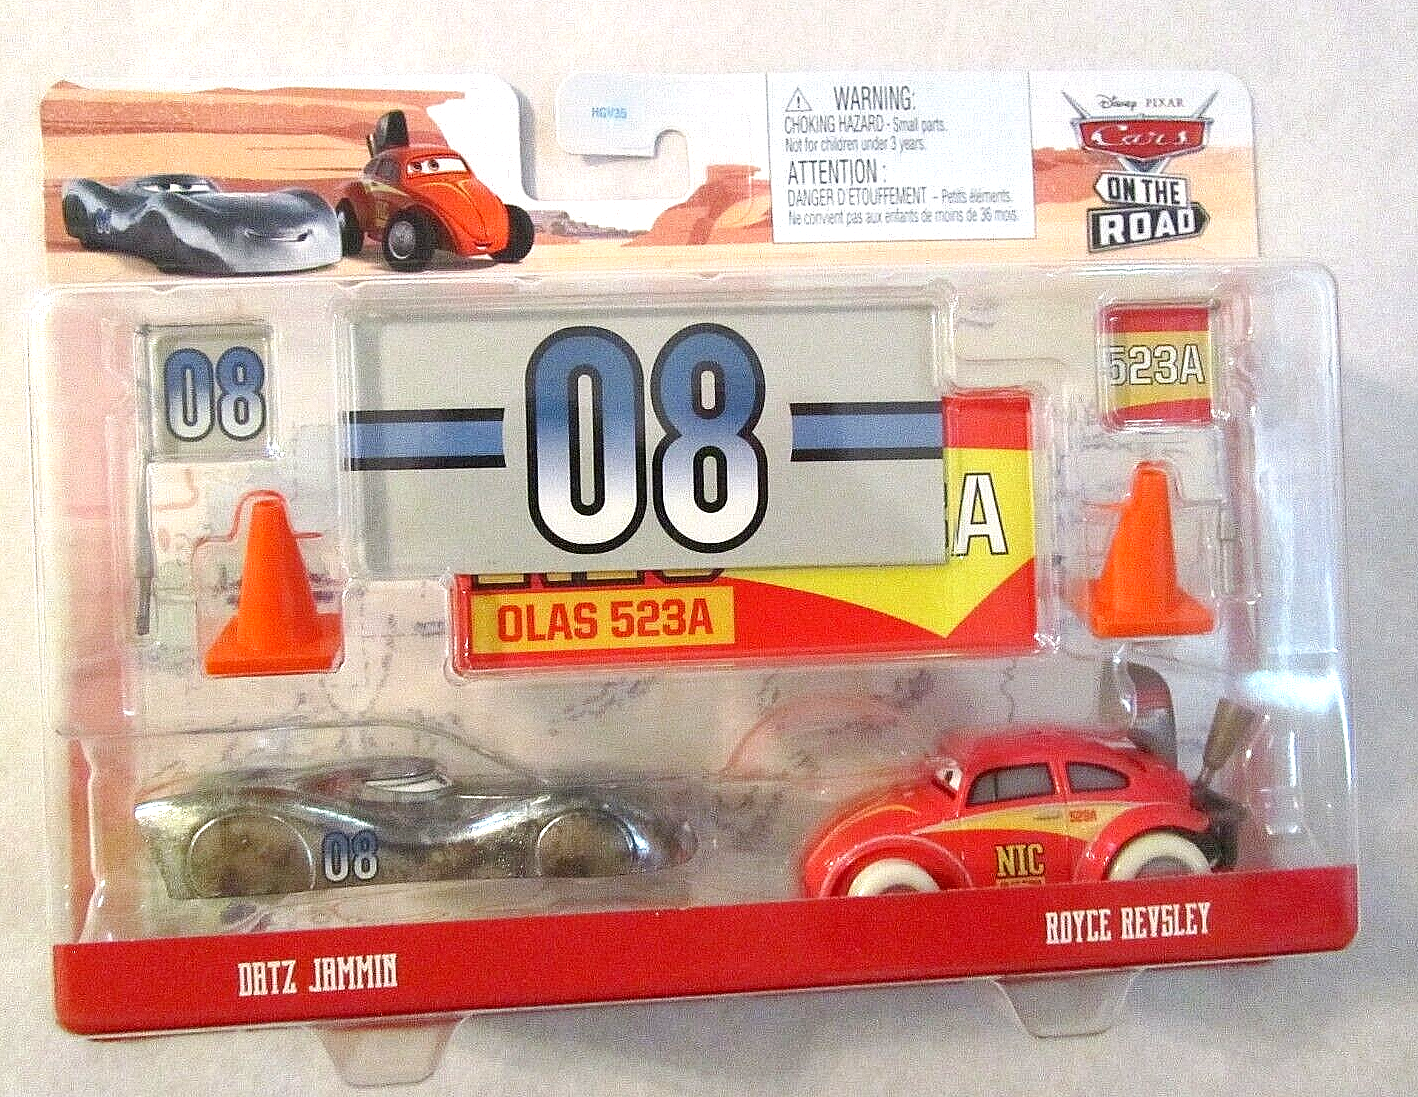 HGV35
WARNING:
CHOKING HAZARD - Small parts.
Not for children under 3 years.
ATTENTION :
DANGER D'ÉTOUFFEMENT - Petits éléments.
Ne convient pas aux enfants de moins de 36 mois.
Disney PIXAR
Cars
ON THE
ROAD
08
08
523A
A
OLAS 523A
08
523A
NIC
DATZ JAMMIN
ROYCE REVSLEY